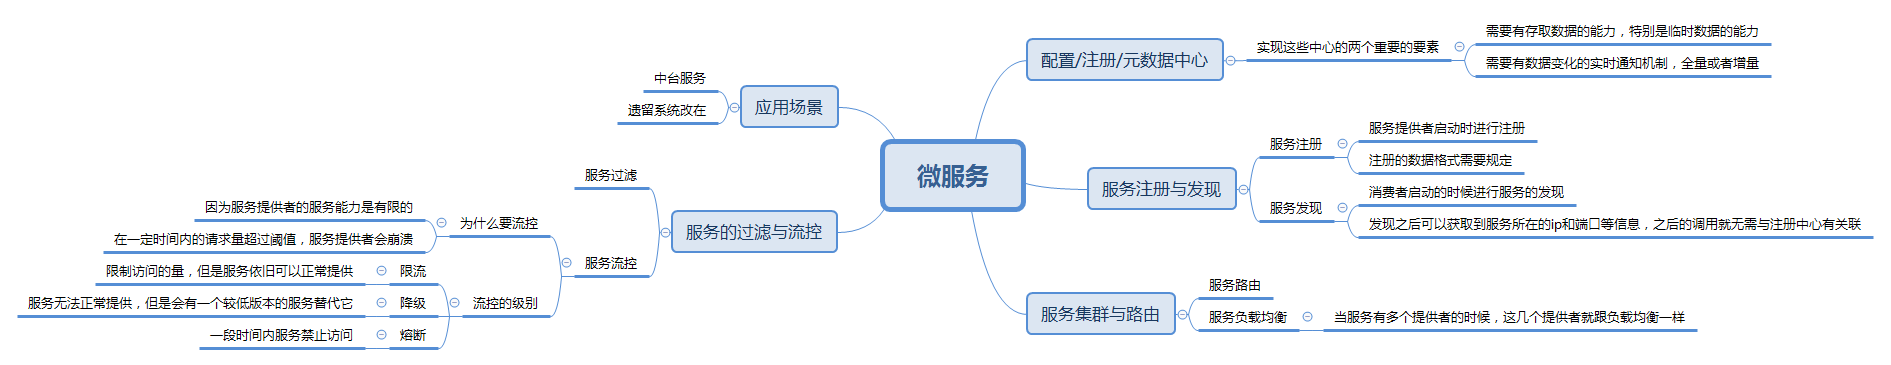 微服务
配置/注册/元数据中心
实现这些中心的两个重要的要素
需要有存取数据的能力，特别是临时数据的能力
需要有数据变化的实时通知机制，全量或者增量
服务注册与发现
服务注册
服务提供者启动时进行注册
注册的数据格式需要规定
服务发现
消费者启动的时候进行服务的发现
发现之后可以获取到服务所在的ip和端口等信息，之后的调用就无需与注册中心有关联
服务集群与路由
服务路由
服务负载均衡
当服务有多个提供者的时候，这几个提供者就跟负载均衡一样
应用场景
中台服务
遗留系统改在
服务的过滤与流控
服务过滤
服务流控
为什么要流控
因为服务提供者的服务能力是有限的
在一定时间内的请求量超过阈值，服务提供者会崩溃
流控的级别
限流
限制访问的量，但是服务依旧可以正常提供
降级
服务无法正常提供，但是会有一个较低版本的服务替代它
熔断
一段时间内服务禁止访问